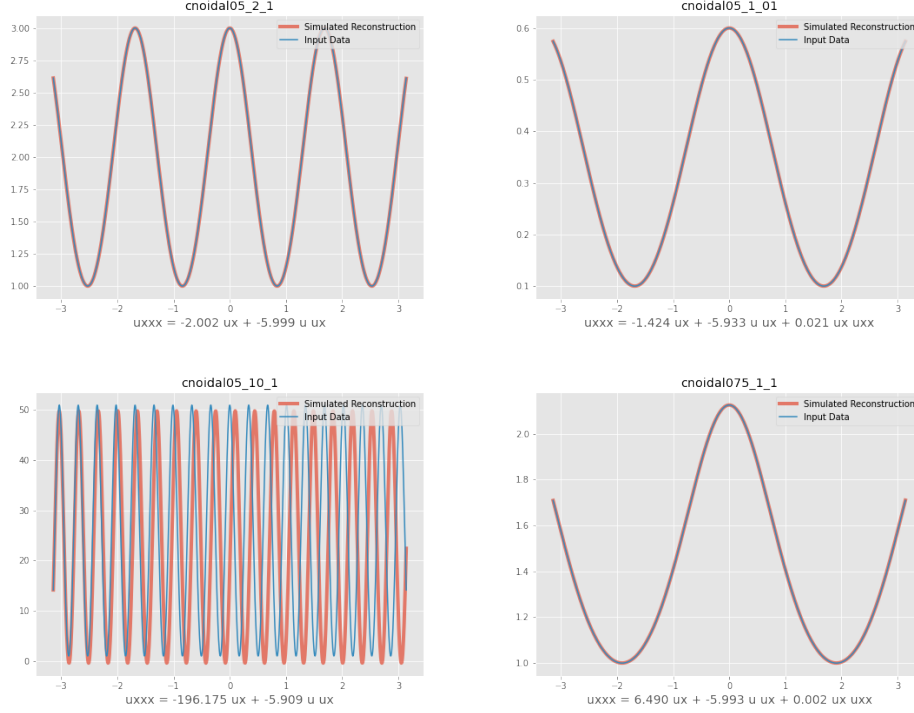 cnoidal05_2_1
3.00
2.75
2.50
2.25
2.00
1.75
1.50
1.25
1.00
Simulated Reconstruction
Input Data
−3 −2 −1 0 1 2 3
uxxx = -2.002 ux + -5.999 u ux
cnoidal05_1_01
0.6
0.5
0.4
0.3
0.2
0.1
Simulated Reconstruction
Input Data
−3 −2 −1 0 1 2 3
uxxx = -1.424 ux + -5.933 u ux + 0.021 ux uxx
cnoidal05_10_1
50
40
30
20
10
0
Simulated Reconstruction
Input Data
−3 −2 −1 0 1 2 3
uxxx = -196.175 ux + -5.909 u ux
cnoidal075_1_1
2.0
1.8
1.6
1.4
1.2
1.0
Simulated Reconstruction
Input Data
−3 −2 −1 0 1 2 3
uxxx = 6.490 ux + -5.993 u ux + 0.002 ux uxx